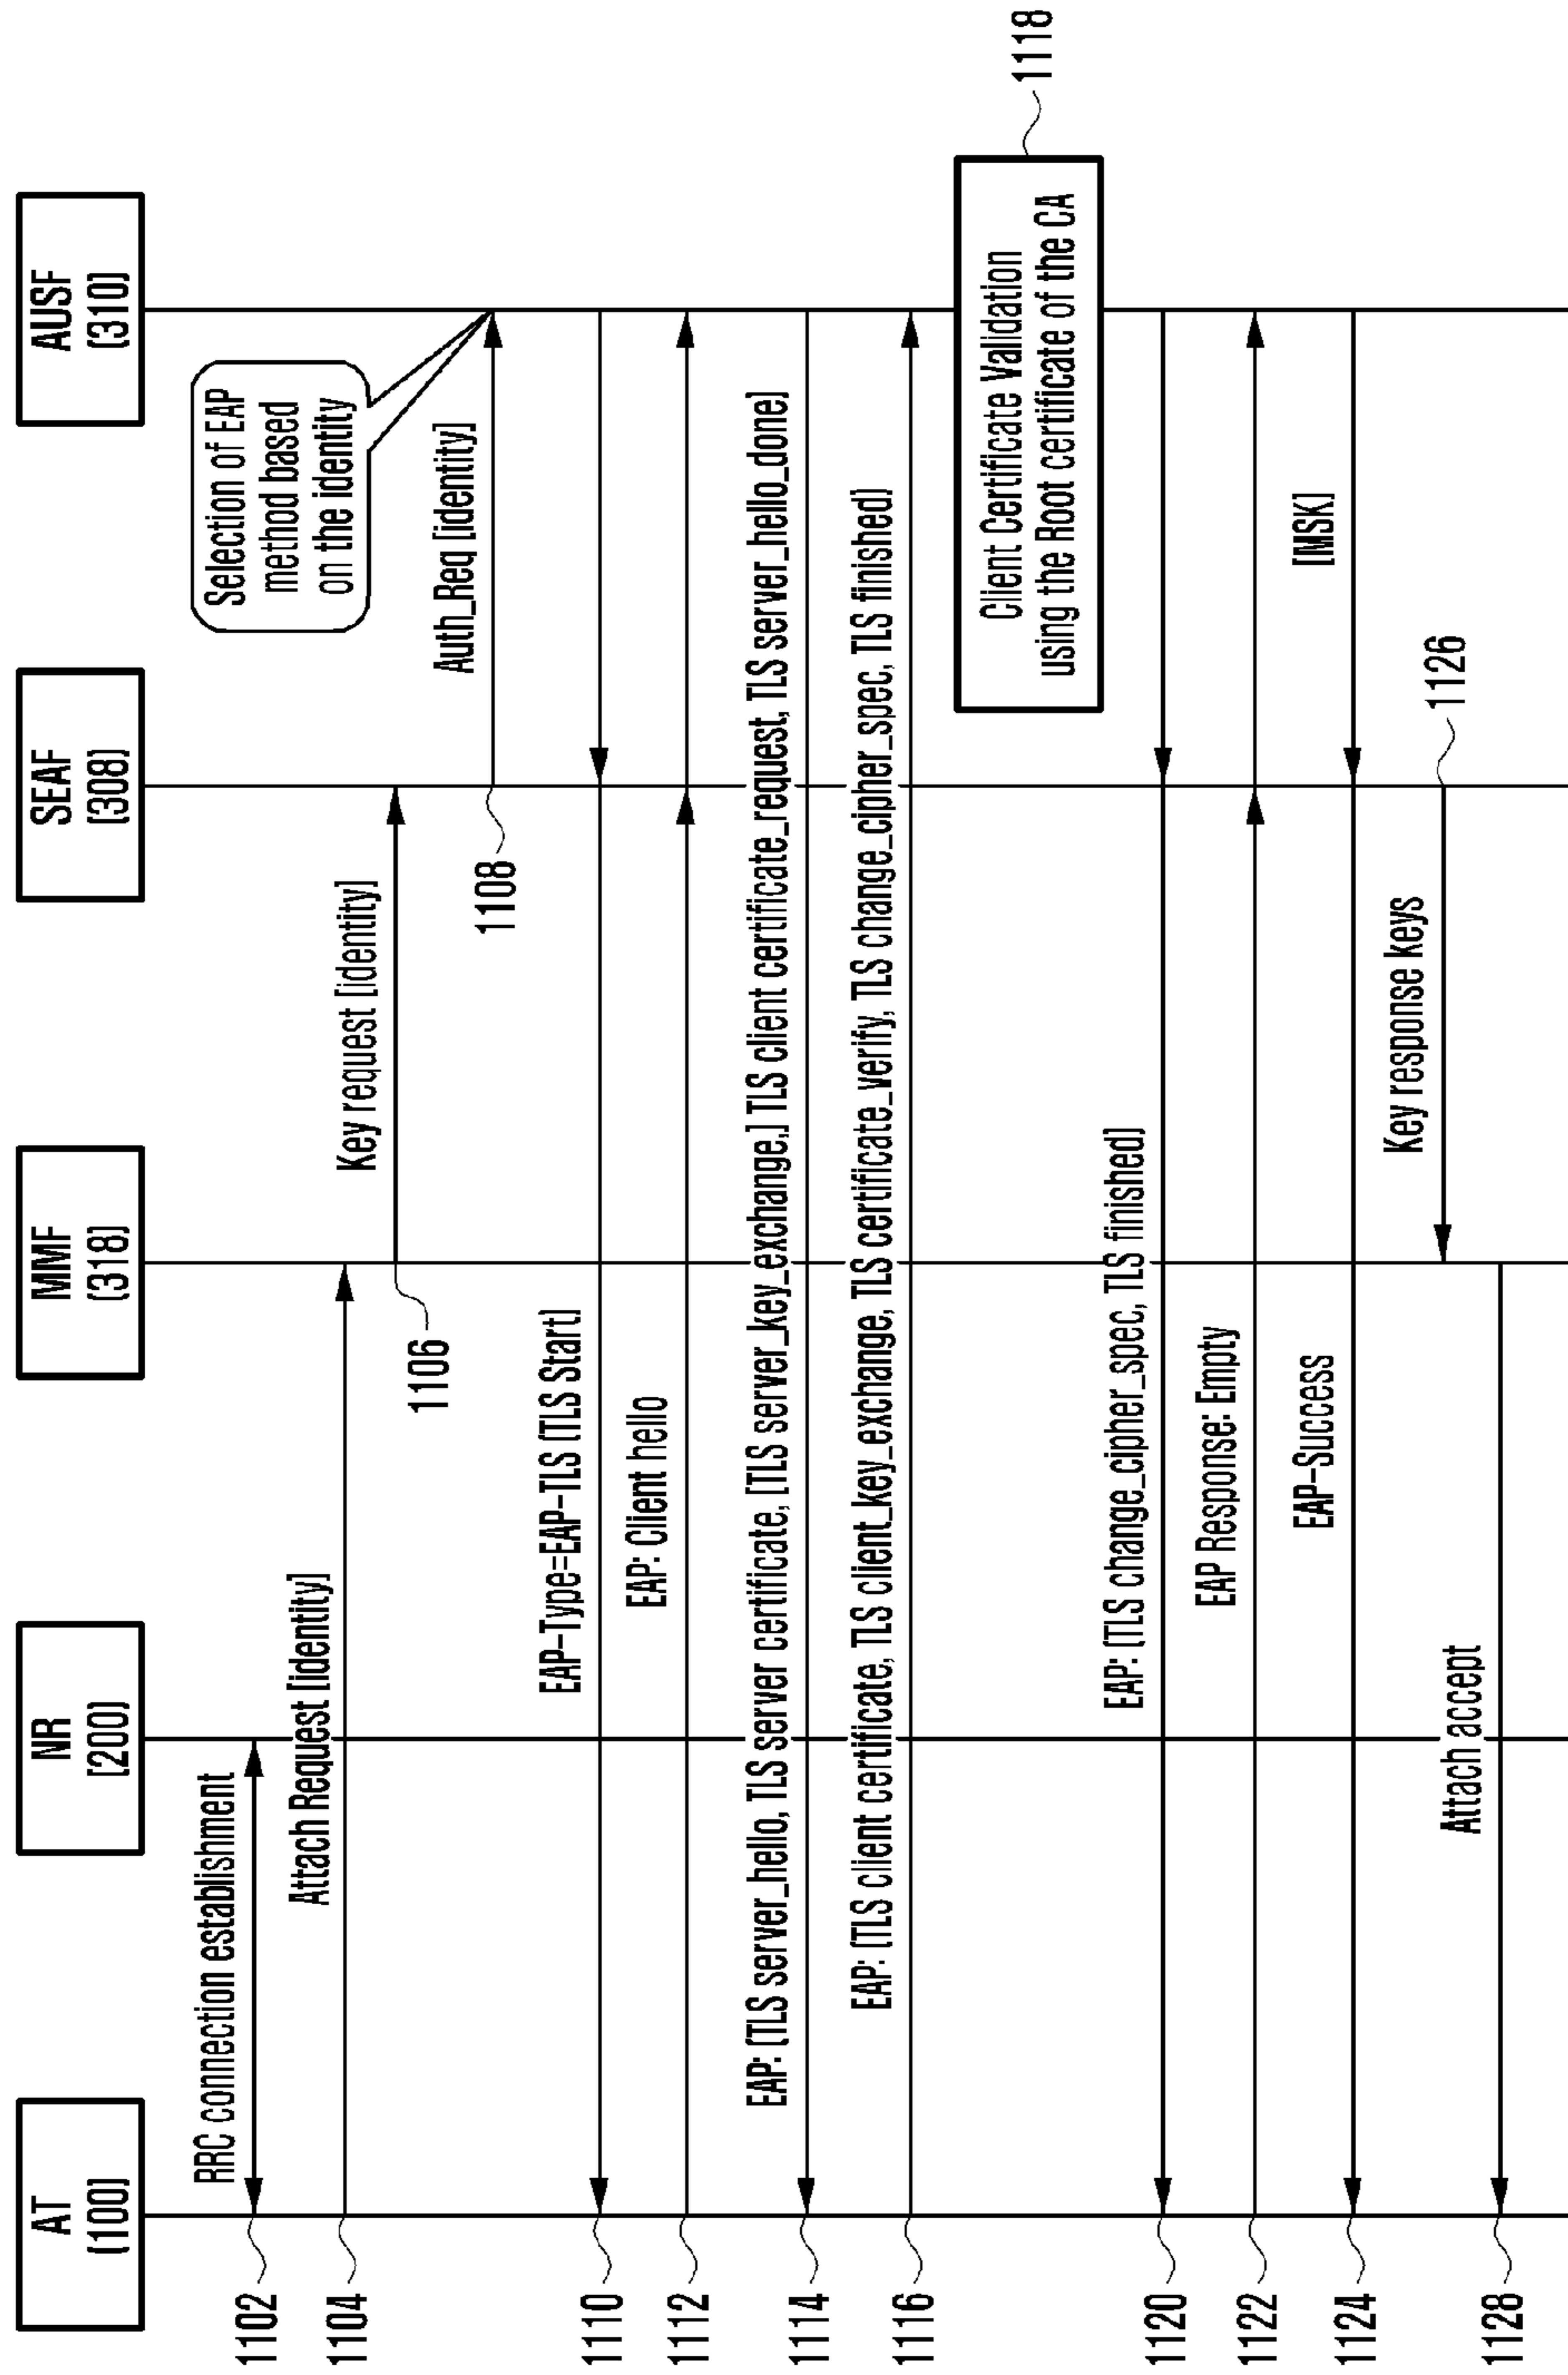 AT
(100)
NR
(200)
MMF
(318)
SEAF
(308)
AUSF
(310)
1102
RRC connection establishment
1104
Attach Request (identity)
Key request (identity)
1106
Selection of EAP
method based
on the identity
Auth_Req (identity)
1108
1110
EAP-Type=EAP-TLS (TLS Start)
1112
EAP: Client hello
1114
EAP: (TLS server_hello, TLS server certificate, [TLS server_key_exchange,] TLS client certificate_request, TLS server_hello_done)
1116
EAP: (TLS client certificate, TLS client_key_exchange, TLS certificate_verify, TLS change_cipher_spec, TLS finished)
Client Certificate Validation
using the Root certificate of the CA
1118
1120
EAP: (TLS change_cipher_spec, TLS finished)
1122
EAP Response: Empty
1124
EAP-Success
[MSK]
Key response keys
1126
1128
Attach accept